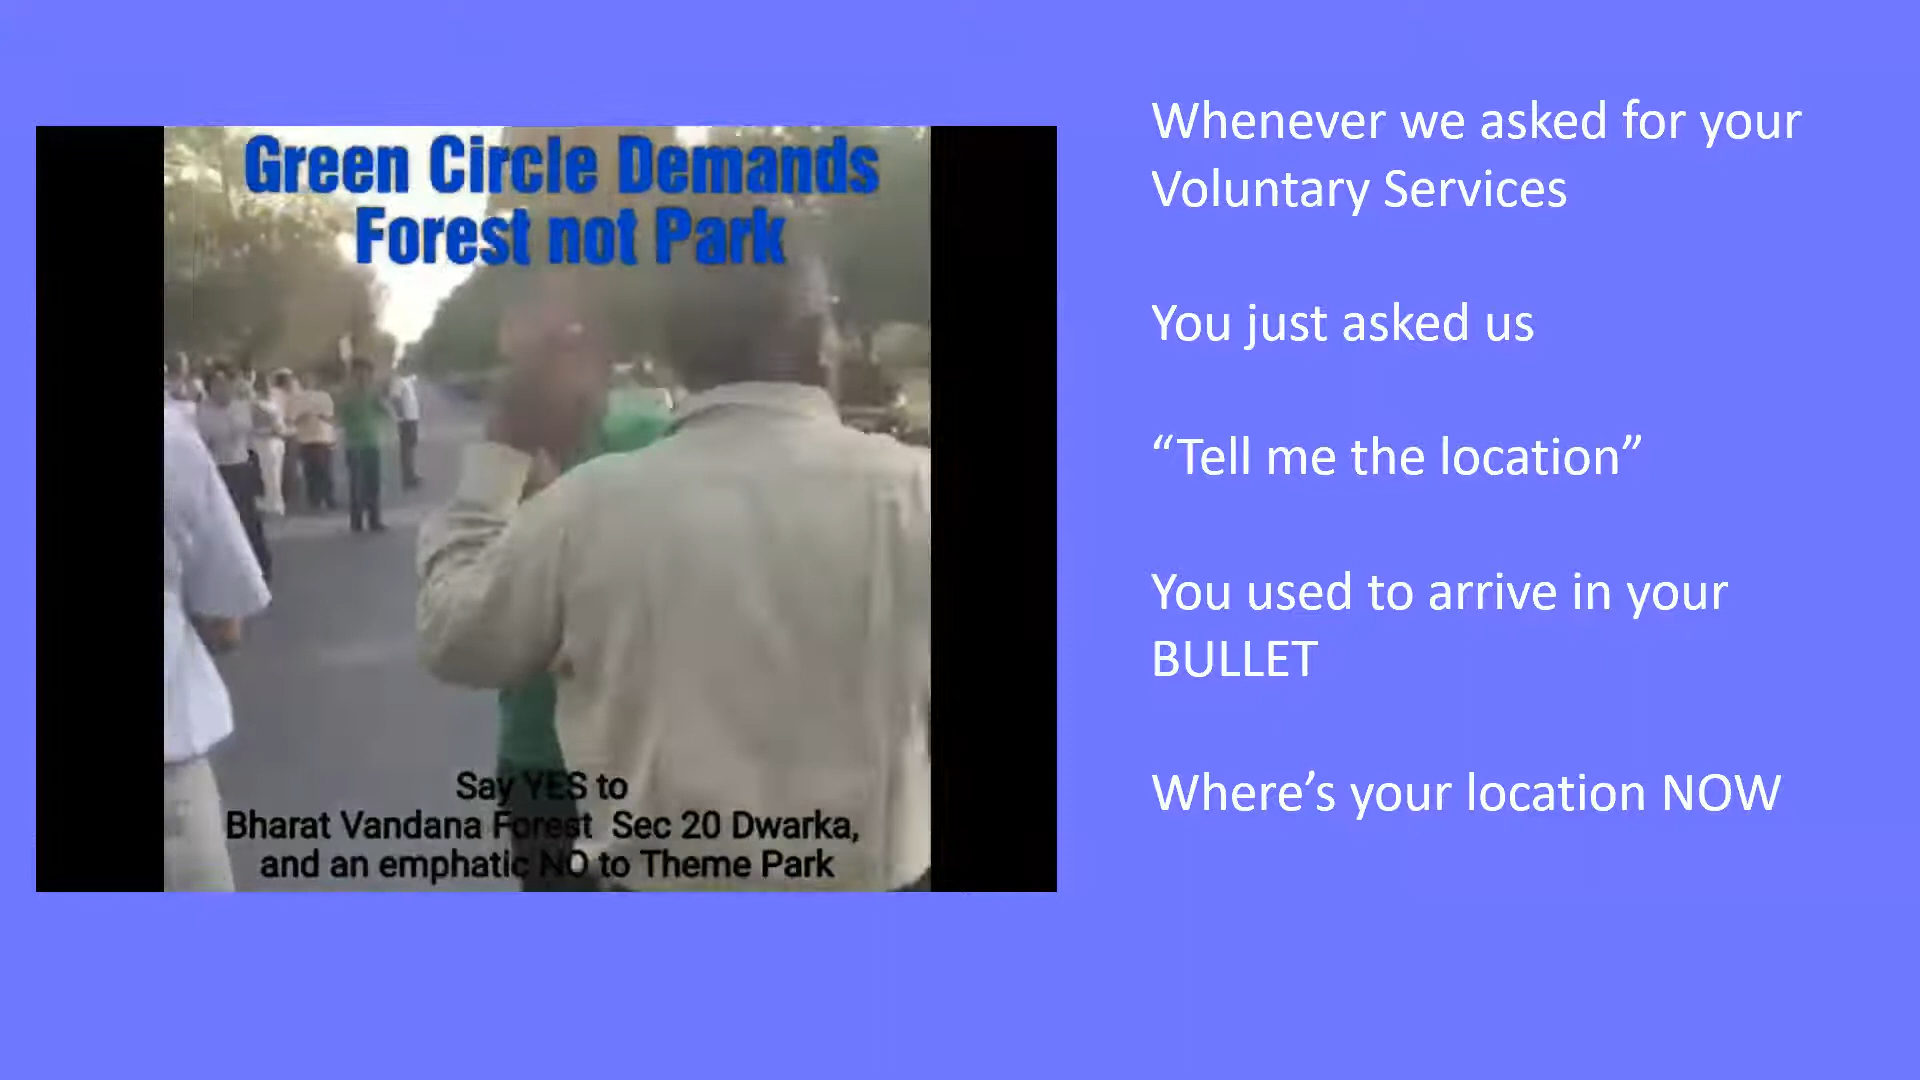 Green Circle Demands
Forest not Park
Say YES to
Bharat Vandana Forest Sec 20 Dwarka,
and an emphatic NO to Theme Park
Whenever we asked for your
Voluntary Services
You just asked us
“Tell me the location”
You used to arrive in your
BULLET
Where’s your location NOW